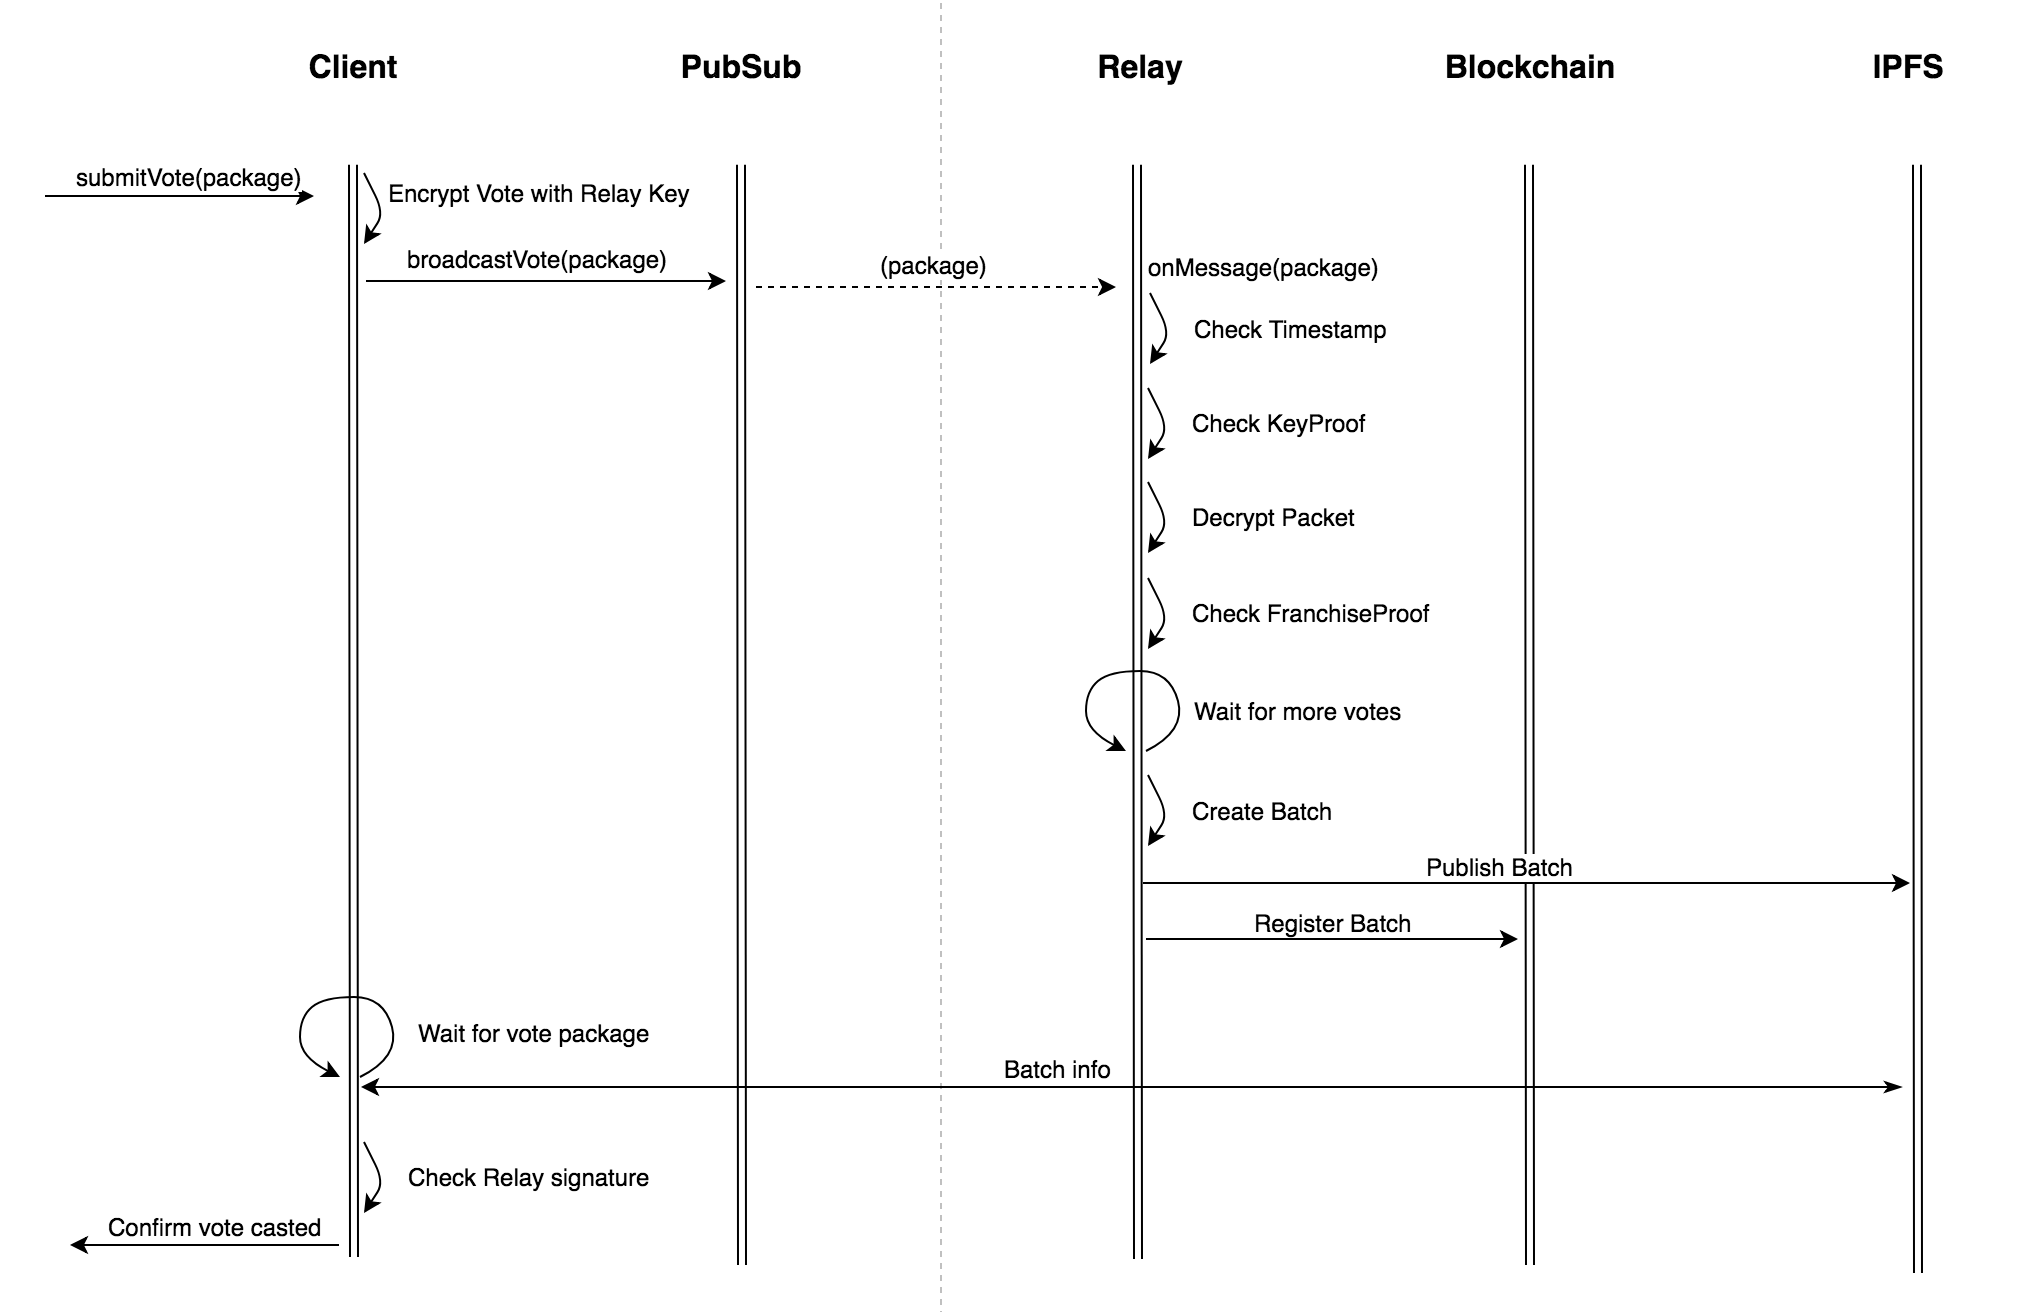 Client
PubSub
Relay
Blockchain
IPFS
submitVote(package)
Encrypt Vote with Relay Key
broadcastVote(package)
(package)
onMessage(package)
Check Timestamp
Check KeyProof
Decrypt Packet
Check FranchiseProof
Wait for more votes
Create Batch
Publish Batch
Register Batch
Wait for vote package
Batch info
Check Relay signature
Confirm vote casted